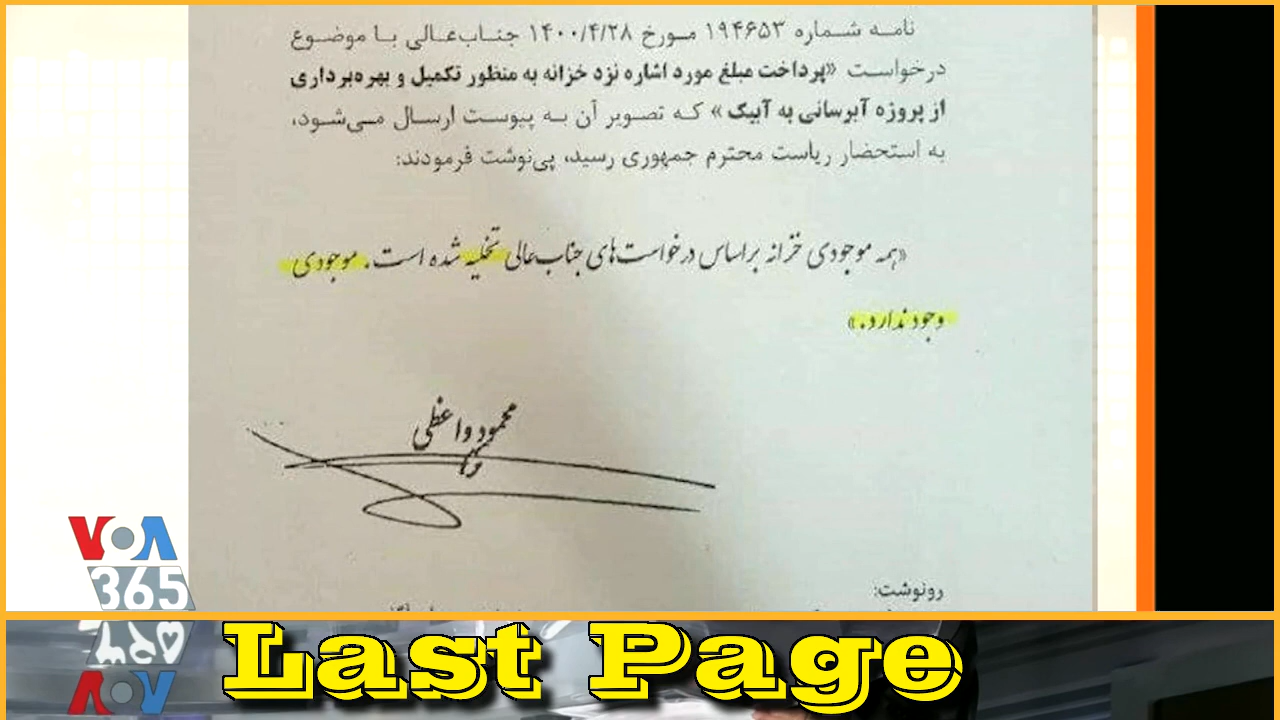 نامه شماره ۱۹۴۶۵۳ مورخ ۱۴۰۰/۴/۲۸ جناب‌عالی با موضوع
درخواست «پرداخت مبلغ مورد اشاره نزد خزانه به منظور تکمیل و بهره‌برداری
از پروژه آبرسانی به آبیک» که تصویر آن به پیوست ارسال می‌شود،
به استحضار ریاست محترم جمهوری رسید، پی‌نوشت فرمودند:
«همه موجودی خزانه براساس درخواست‌های جناب‌عالی تخلیه شده است. موجودی
وجود ندارد.»
محمود واعظی
رونوشت:
VOA
365
Last Page